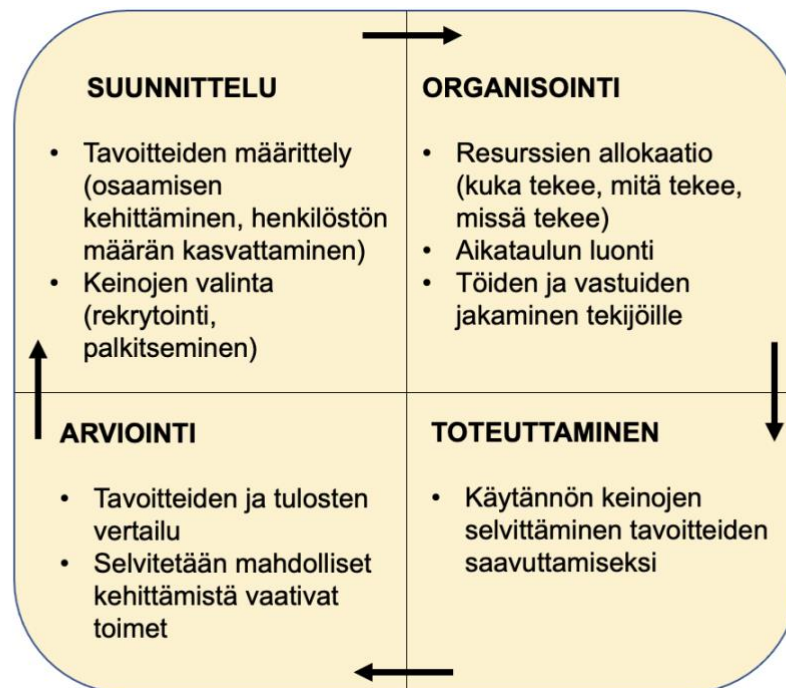 SUUNNITTELU
• Tavoitteiden määrittely
(osaamisen
kehittäminen, henkilöstön
määrän kasvattaminen)
• Keinojen valinta
(rekrytointi,
palkitseminen)
ORGANISOINTI
• Resurssien allokaatio
(kuka tekee, mitä tekee,
missä tekee)
• Aikataulun luonti
• Töiden ja vastuiden
jakaminen tekijöille
ARVIOINTI
• Tavoitteiden ja tulosten
vertailu
• Selvitetään mahdolliset
kehittämistä vaativat
toimet
TOTEUTTAMINEN
• Käytännön keinojen
selvittäminen tavoitteiden
saavuttamiseksi